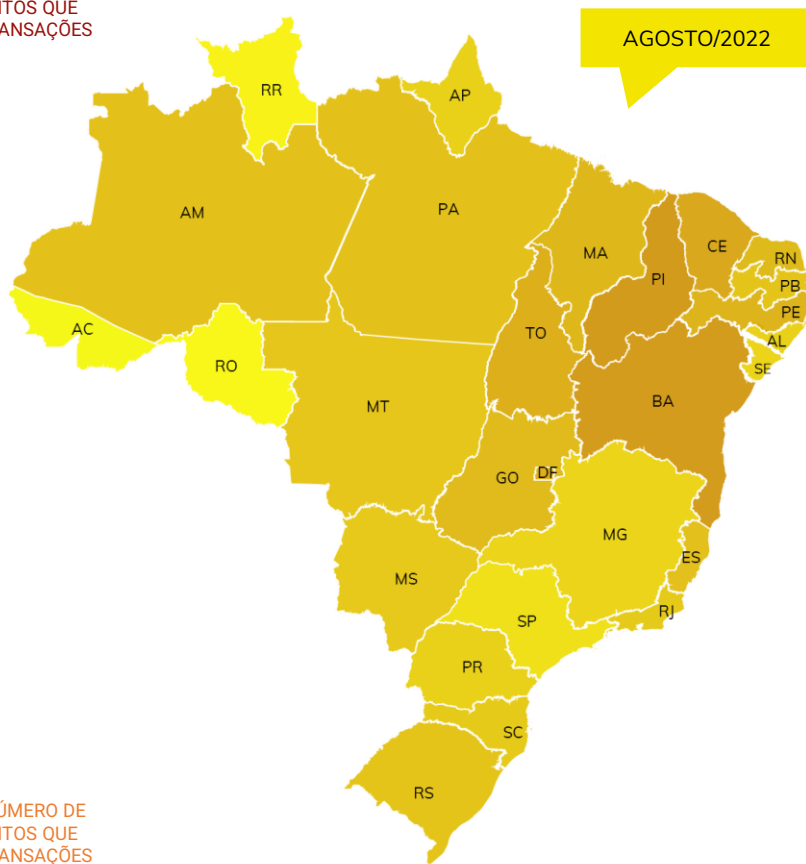 ITOS QUE
ANSAÇÕES
AGOSTO/2022
RR
AP
AM
PA
MA
CE
RN
PI
PB
PE
AC
TO
AL
RO
SE
MT
BA
GO
DF
MG
ES
MS
RJ
SP
PR
SC
RS
ÚMERO DE
ITOS QUE
ANSAÇÕES